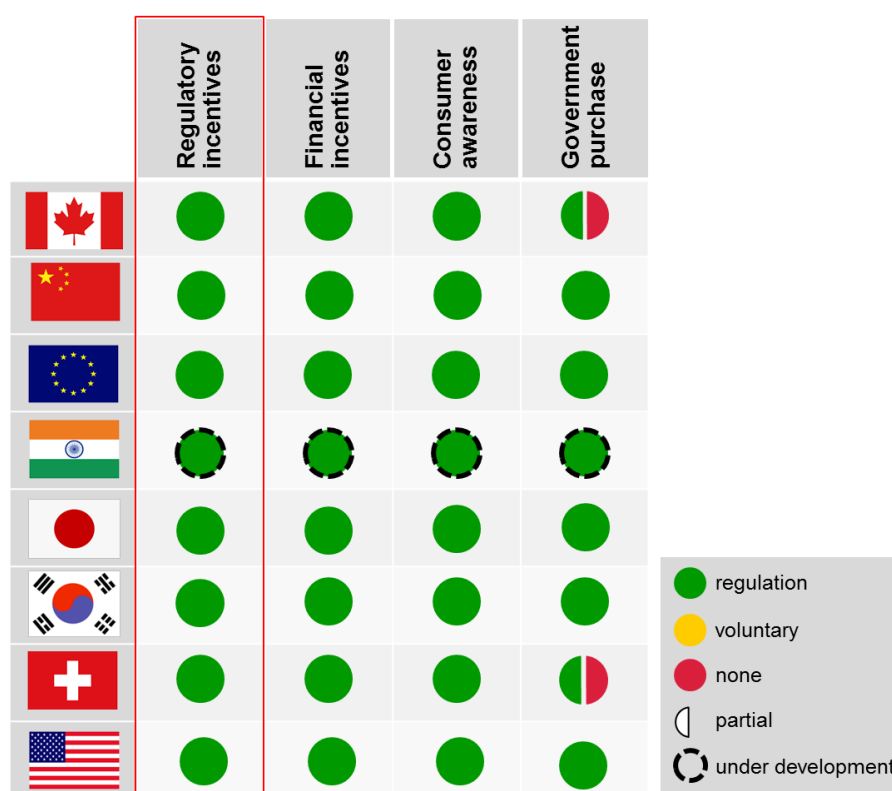 Regulatory
incentives
Financial
incentives
Consumer
awareness
Government
purchase
regulation
voluntary
none
partial
under development